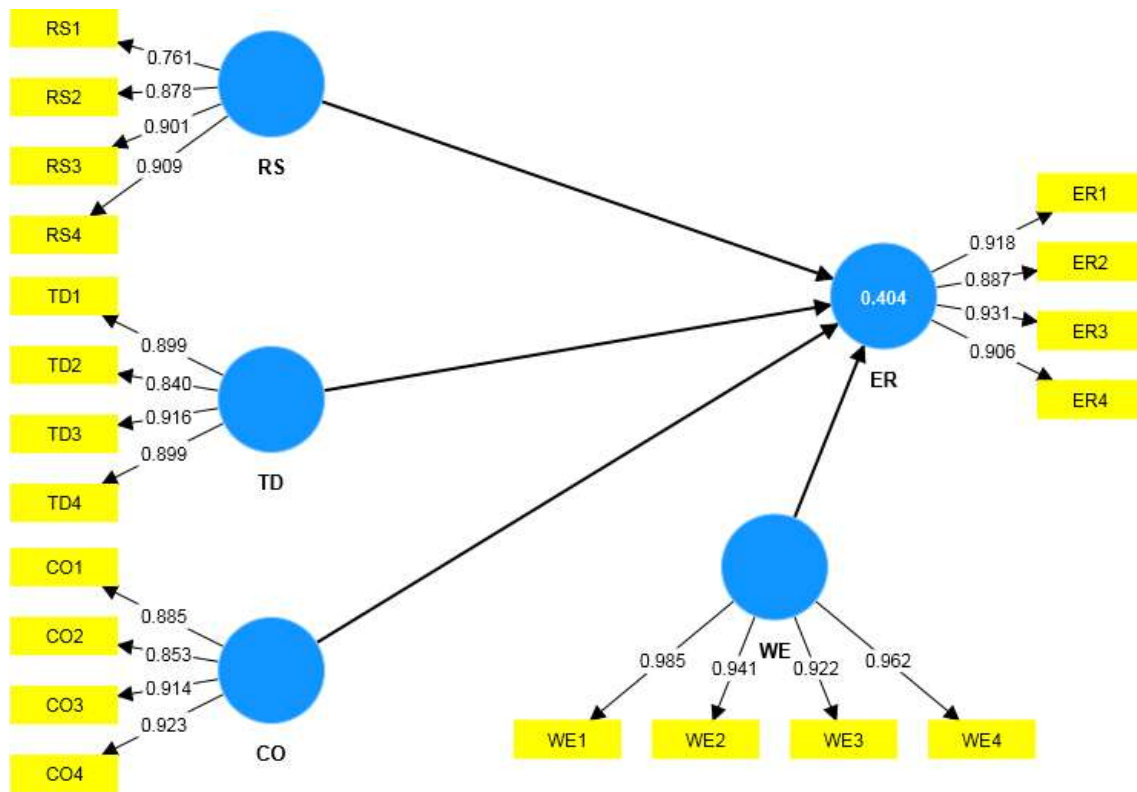 RS1
0.761
RS2
0.878
RS3
0.901
RS4
0.909
RS
TD1
0.899
TD2
0.840
TD3
0.916
TD4
0.899
TD
CO1
0.885
CO2
0.853
CO3
0.914
CO4
0.923
CO
0.404
ER
ER1
0.918
ER2
0.887
ER3
0.931
ER4
0.906
WE
0.985
0.941
0.922
0.962
WE1
WE2
WE3
WE4